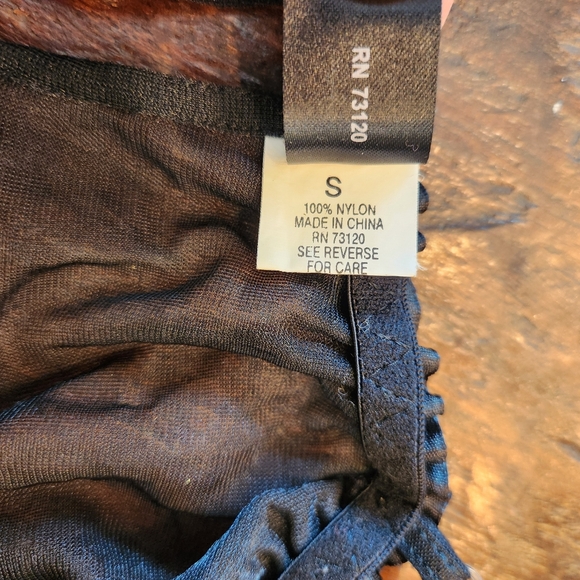 RN 73120
S
100% NYLON
MADE IN CHINA
RN 73120
SEE REVERSE
FOR CARE